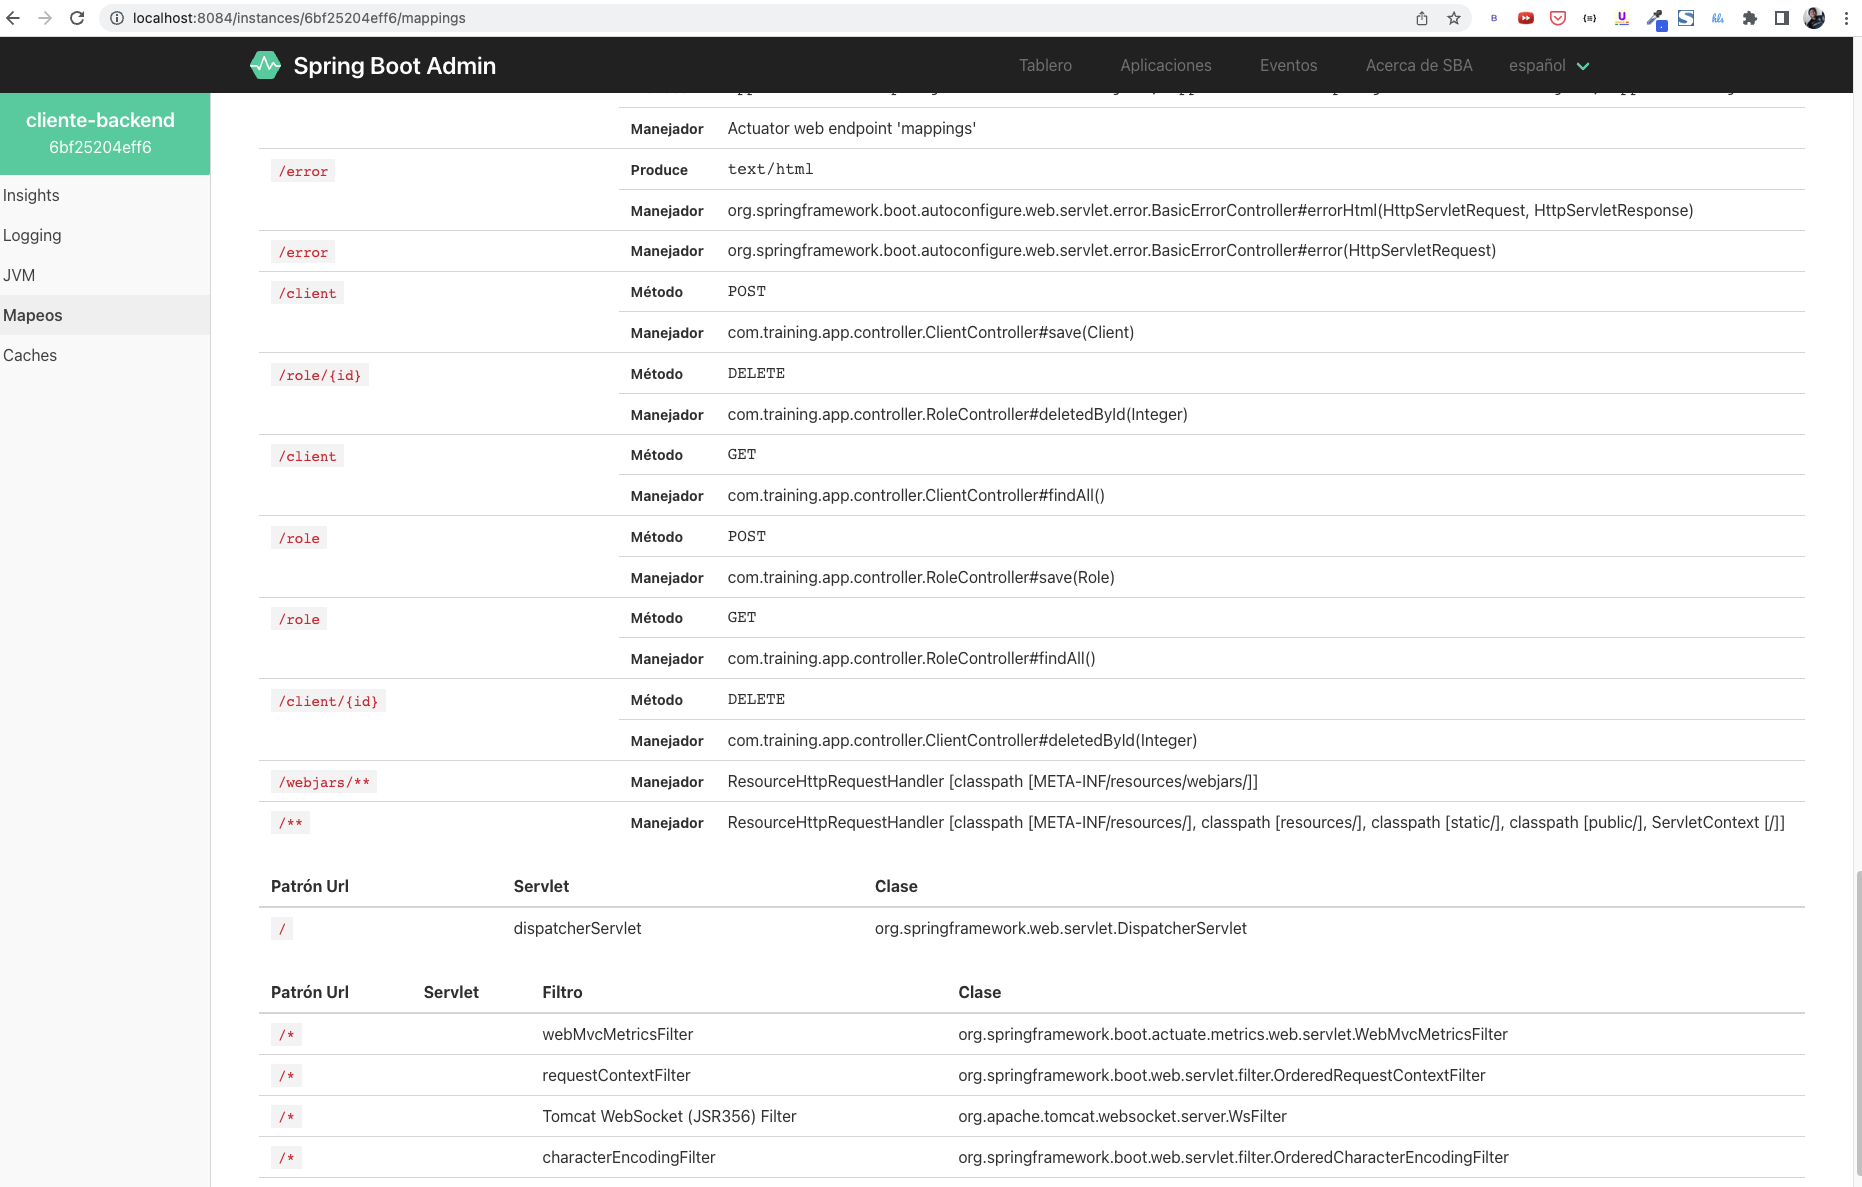 localhost:8084/instances/6bf25204eff6/mappings
Spring Boot Admin
Tablero Aplicaciones Eventos Acerca de SBA español
cliente-backend
6bf25204eff6
Insights
Logging
JVM
Mapeos
Caches
Manejador Actuator web endpoint 'mappings'
/error Produce text/html
Manejador org.springframework.boot.autoconfigure.web.servlet.error.BasicErrorController#errorHtml(HttpServletRequest, HttpServletResponse)
/error Manejador org.springframework.boot.autoconfigure.web.servlet.error.BasicErrorController#error(HttpServletRequest)
/client Método POST
Manejador com.training.app.controller.ClientController#save(Client)
/role/{id} Método DELETE
Manejador com.training.app.controller.RoleController#deletedById(Integer)
/client Método GET
Manejador com.training.app.controller.ClientController#findAll()
/role Método POST
Manejador com.training.app.controller.RoleController#save(Role)
/role Método GET
Manejador com.training.app.controller.RoleController#findAll()
/client/{id} Método DELETE
Manejador com.training.app.controller.ClientController#deletedById(Integer)
/webjars/** Manejador ResourceHttpRequestHandler [classpath [META-INF/resources/webjars/]]
/** Manejador ResourceHttpRequestHandler [classpath [META-INF/resources/], classpath [resources/], classpath [static/], classpath [public/], ServletContext [/]]
Patrón Url Servlet Clase
/ dispatcherServlet org.springframework.web.servlet.DispatcherServlet
Patrón Url Servlet Filtro Clase
/* webMvcMetricsFilter org.springframework.boot.actuate.metrics.web.servlet.WebMvcMetricsFilter
/* requestContextFilter org.springframework.boot.web.servlet.filter.OrderedRequestContextFilter
/* Tomcat WebSocket (JSR356) Filter org.apache.tomcat.websocket.server.WsFilter
/* characterEncodingFilter org.springframework.boot.web.servlet.filter.OrderedCharacterEncodingFilter